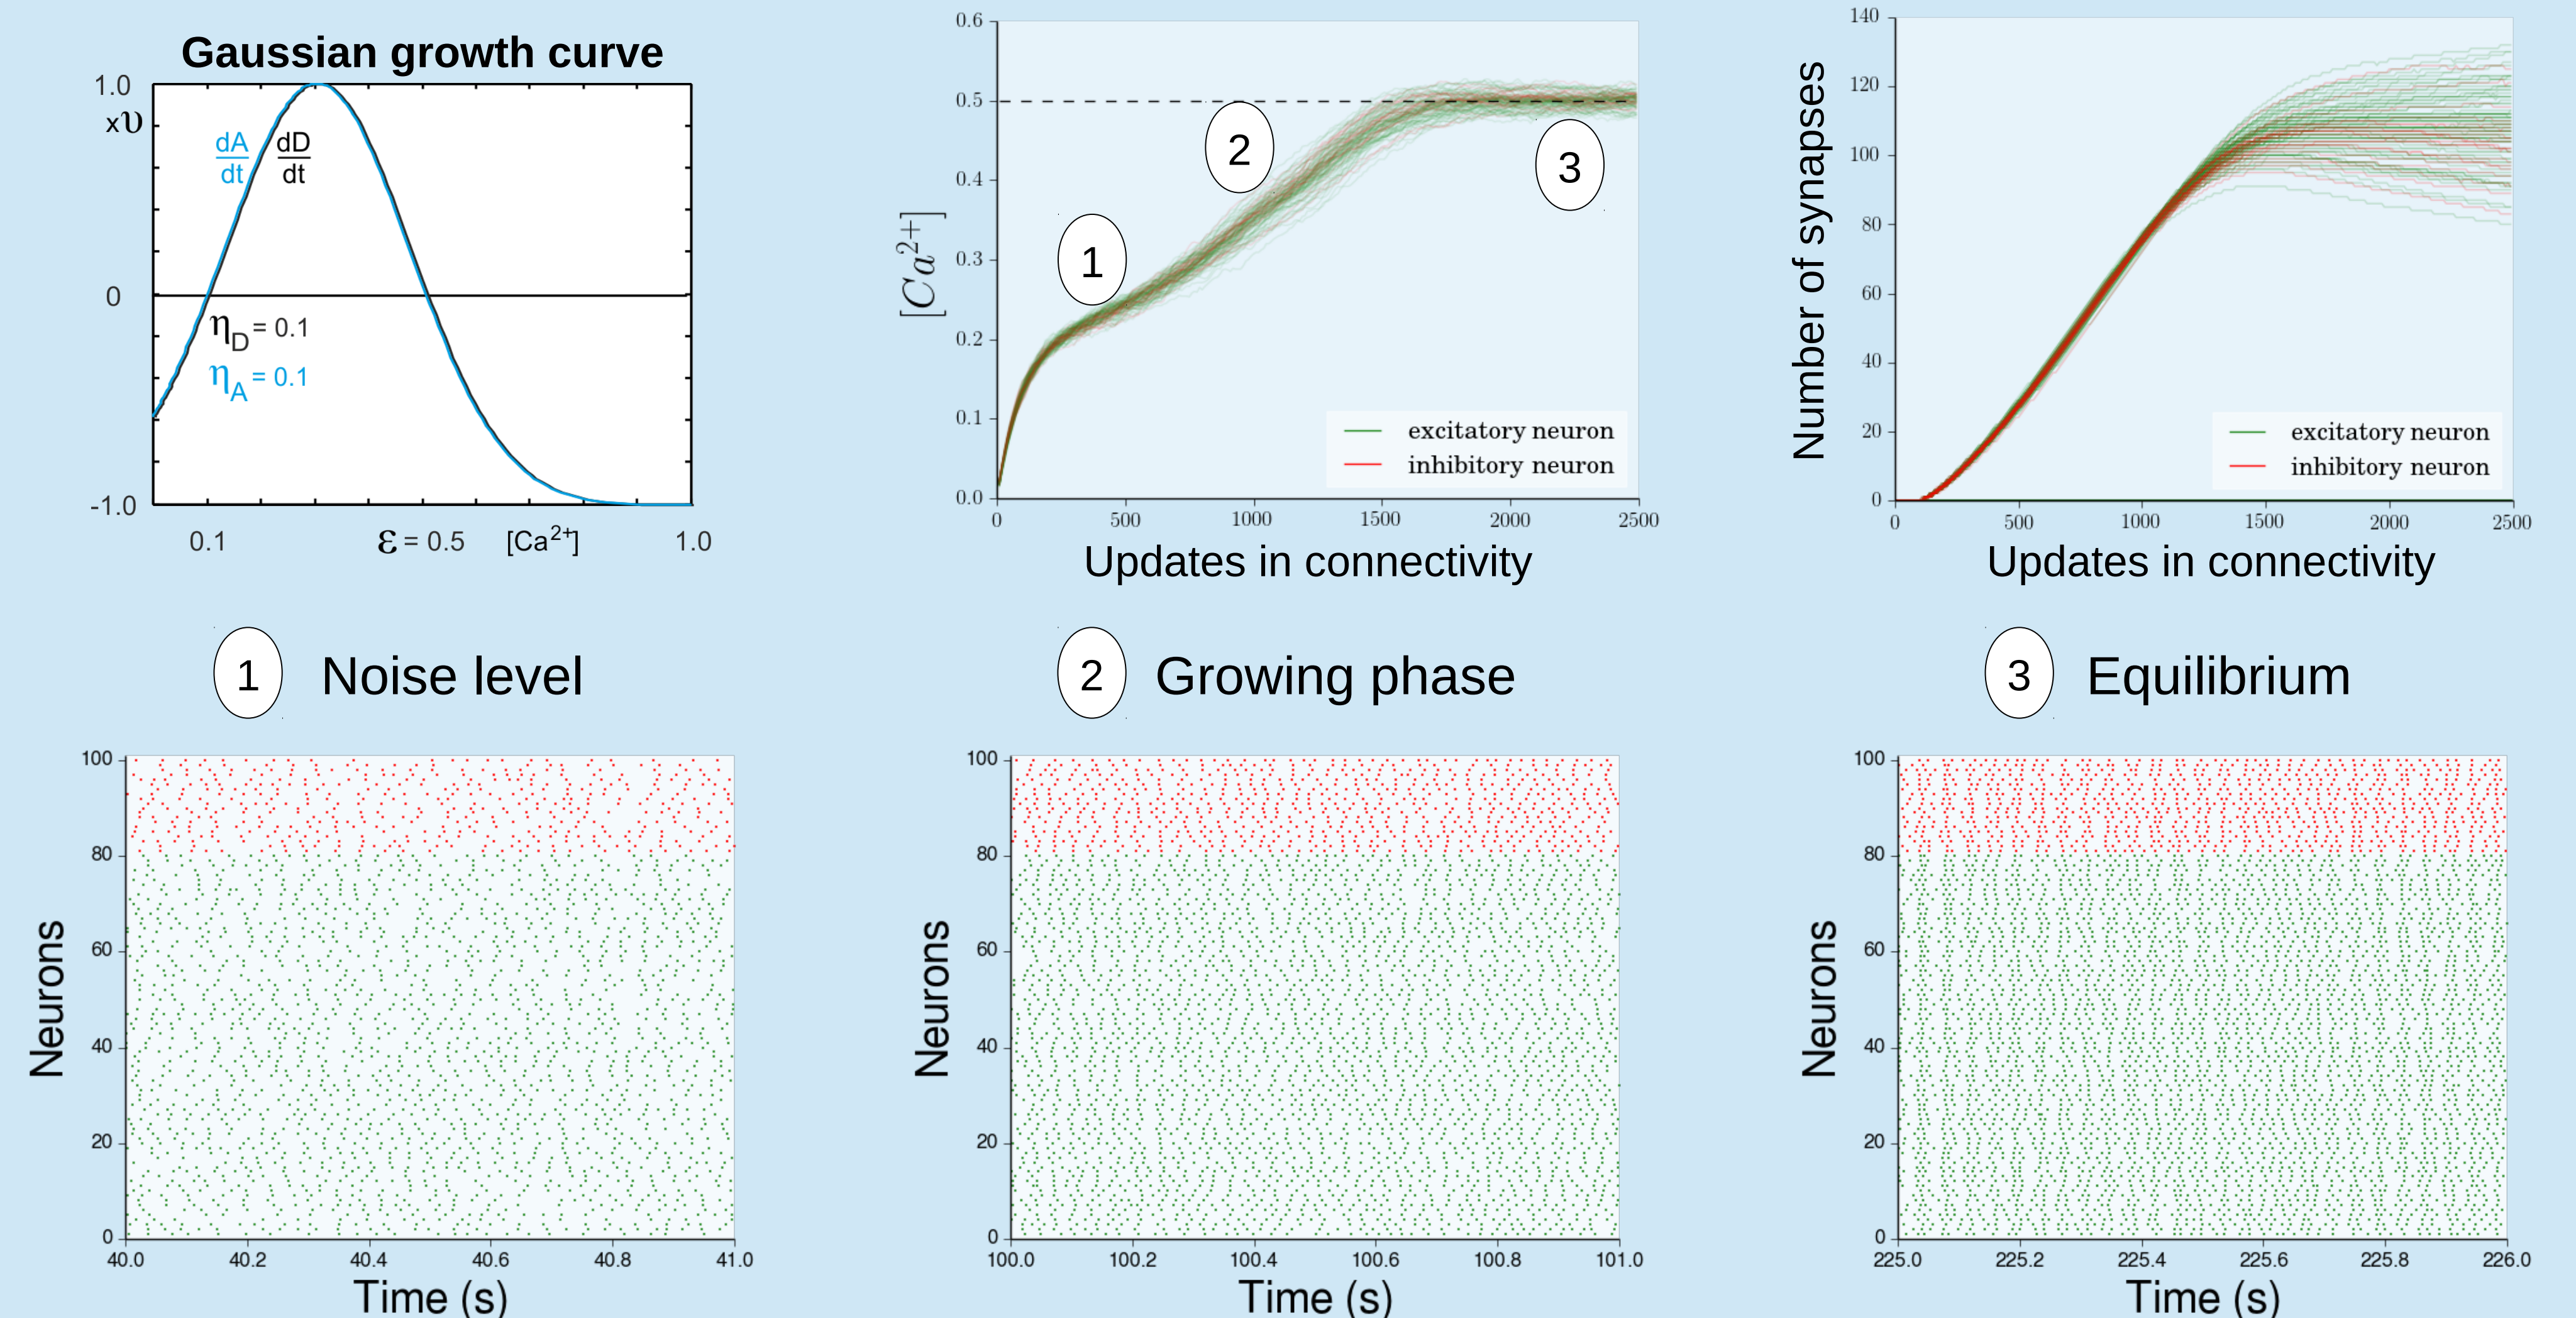 Gaussian growth curve
1.0
xυ
dA dD
dt dt
0
η_D = 0.1
η_A = 0.1
-1.0
0.1 ε = 0.5 [Ca²⁺] 1.0
0.6
0.5
0.4
0.3
0.2
0.1
0.0
[Ca²⁺]
1
2
3
excitatory neuron
inhibitory neuron
0 500 1000 1500 2000 2500
Updates in connectivity
140
120
100
80
60
40
20
0
Number of synapses
excitatory neuron
inhibitory neuron
0 500 1000 1500 2000 2500
Updates in connectivity
1 Noise level
100
80
60
40
20
0
Neurons
40.0 40.2 40.4 40.6 40.8 41.0
Time (s)
2 Growing phase
100
80
60
40
20
0
Neurons
100.0 100.2 100.4 100.6 100.8 101.0
Time (s)
3 Equilibrium
100
80
60
40
20
0
Neurons
225.0 225.2 225.4 225.6 225.8 226.0
Time (s)